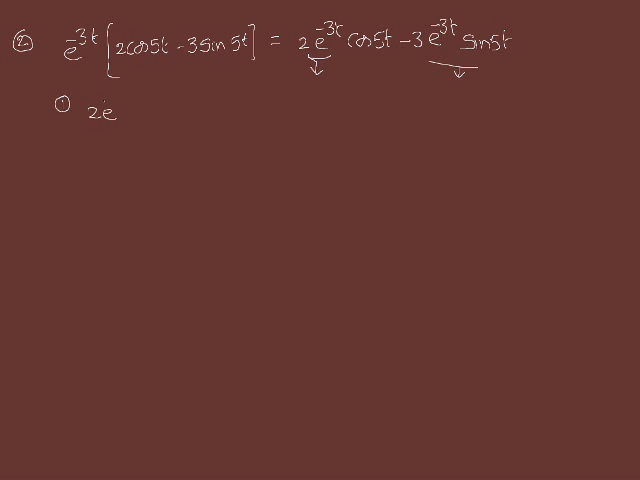 ② e^{-3t} [2cos5t - 3sin5t] = 2e^{-3t} cos5t - 3e^{-3t} sin5t
① 2e